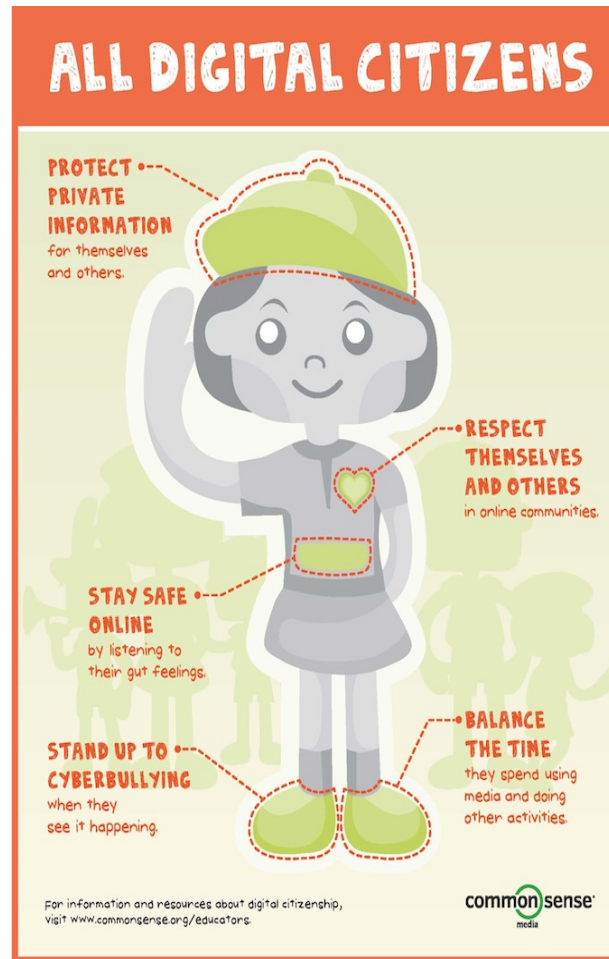 ALL DIGITAL CITIZENS
PROTECT
PRIVATE
INFORMATION
for themselves
and others.
RESPECT
THEMSELVES
AND OTHERS
in online communities.
STAY SAFE
ONLINE
by listening to
their gut feelings.
STAND UP TO
CYBERBULLYING
when they
see it happening.
BALANCE
THE TIME
they spend using
media and doing
other activities.
For information and resources about digital citizenship,
visit www.commonsense.org/educators.
common sense®
media